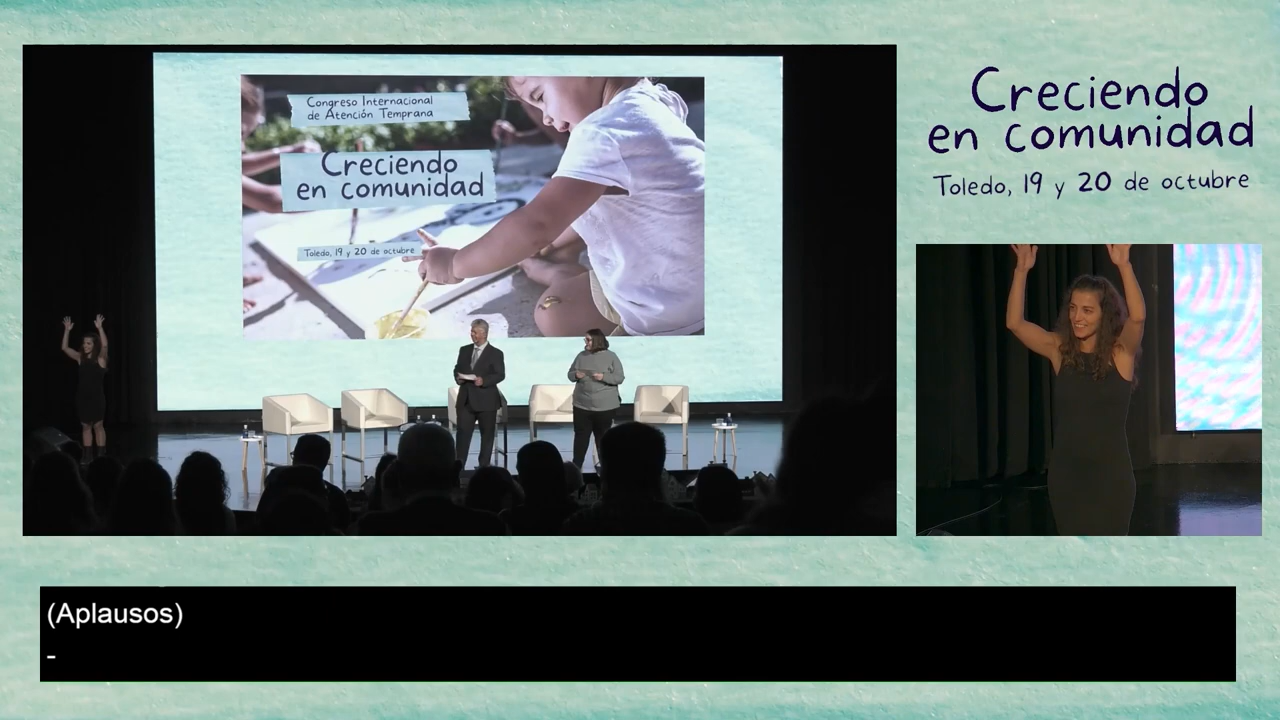 Congreso Internacional
de Atención Temprana
Creciendo
en comunidad
Toledo, 19 y 20 de octubre
Creciendo
en comunidad
Toledo, 19 y 20 de octubre
(Aplausos)
-